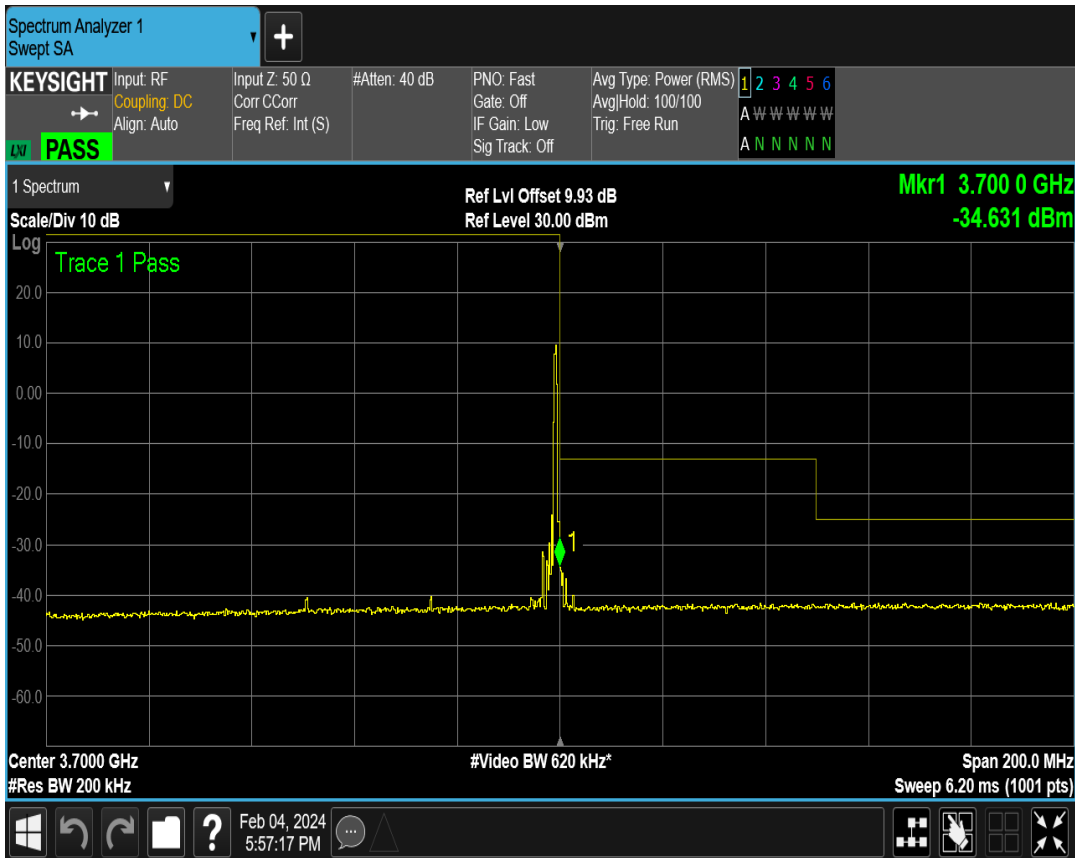 Spectrum Analyzer 1
Swept SA
KEYSIGHT
LXI PASS
Input: RF
Coupling: DC
Align: Auto
Input Z: 50 Ω
Corr CCorr
Freq Ref: Int (S)
#Atten: 40 dB
PNO: Fast
Gate: Off
IF Gain: Low
Sig Track: Off
Avg Type: Power (RMS)
Avg|Hold: 100/100
Trig: Free Run
1 2 3 4 5 6
A W W W W W
A N N N N N
1 Spectrum
Scale/Div 10 dB
Ref Lvl Offset 9.93 dB
Ref Level 30.00 dBm
Mkr1 3.700 0 GHz
-34.631 dBm
Log
Trace 1 Pass
20.0
10.0
0.00
-10.0
-20.0
-30.0
-40.0
-50.0
-60.0
1
Center 3.7000 GHz
#Res BW 200 kHz
#Video BW 620 kHz*
Span 200.0 MHz
Sweep 6.20 ms (1001 pts)
Feb 04, 2024
5:57:17 PM